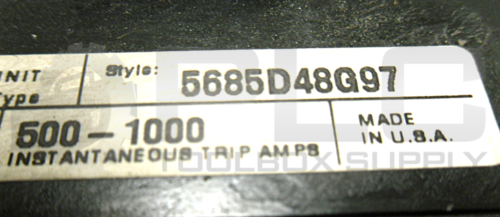 UNIT Style: 5685D48G97
Type
500-1000 MADE
INSTANTANEOUS TRIP AMPS IN U.S.A.
PLC
TOOLBOX SUPPLY